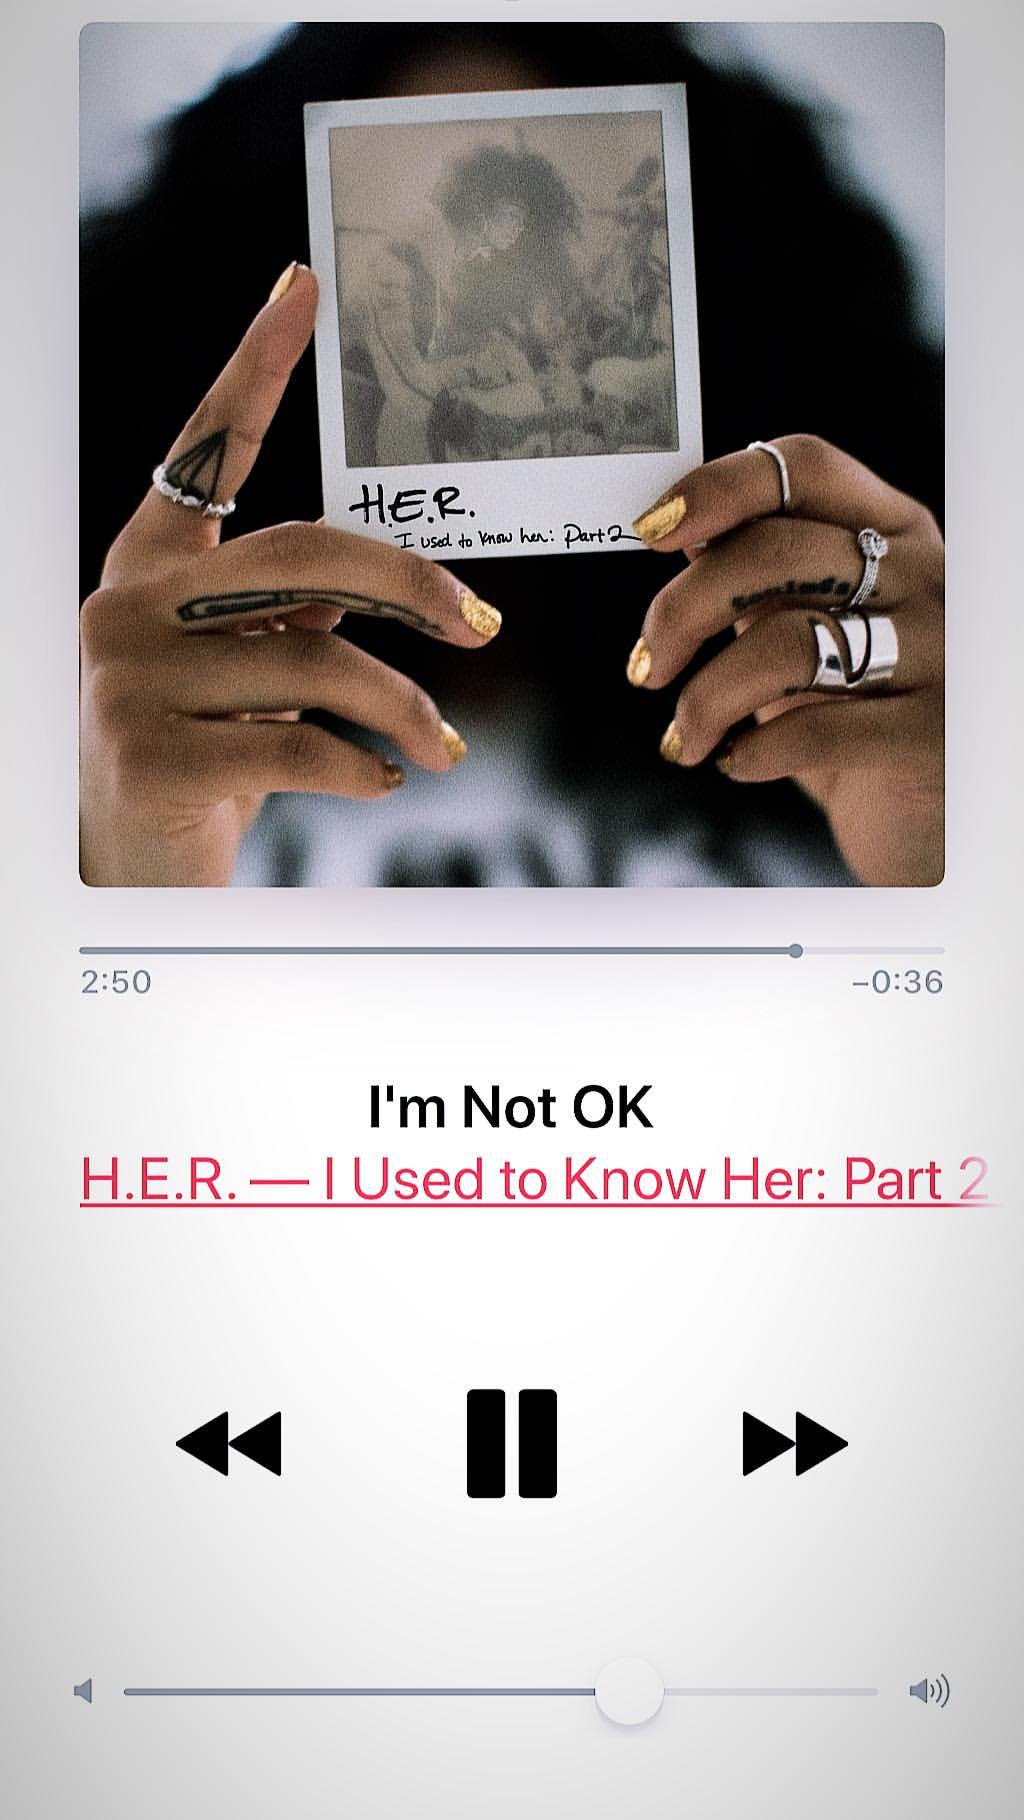 H.E.R.
I used to know her: Part 2
2:50
–0:36
I'm Not OK
H.E.R. — I Used to Know Her: Part 2